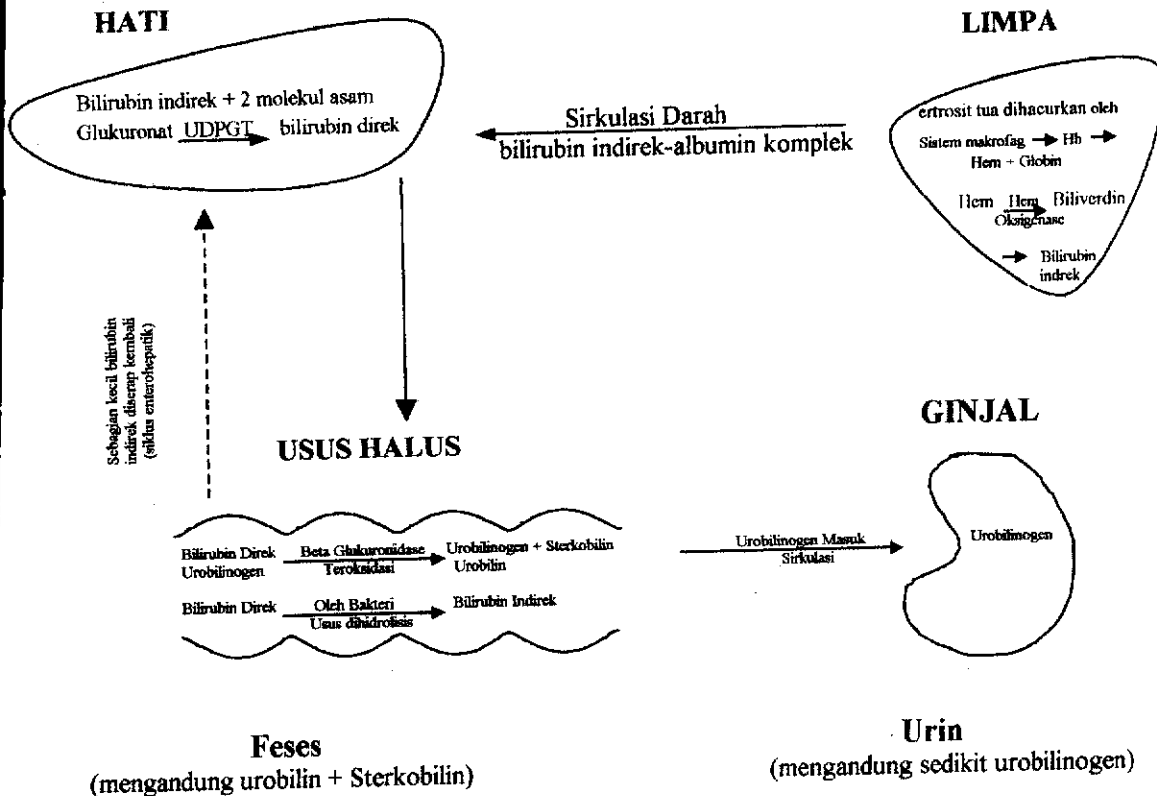 HATI
Bilirubin indirek + 2 molekul asam
Glukuronat UDPGT bilirubin direk
Sirkulasi Darah
bilirubin indirek-albumin komplek
LIMPA
ertrosit tua dihacurkan oleh
Sistem makrofag Hb
Hem + Globin
Hem Hem Biliverdin
Oksigenase
Bilirubin
indrek
Sebagian kecil bilirubin
indirek diserap kembali
(siklus enterohepatik)
USUS HALUS
Bilirubin Direk Beta Glukuronidase Urobilinogen + Sterkobilin
Urobilinogen Teroksidasi Urobilin
Bilirubin Direk Oleh Bakteri Bilirubin Indirek
Usus dihidrolisis
Urobilinogen Masuk
Sirkulasi
GINJAL
Urobilinogen
Feses
(mengandung urobilin + Sterkobilin)
Urin
(mengandung sedikit urobilinogen)